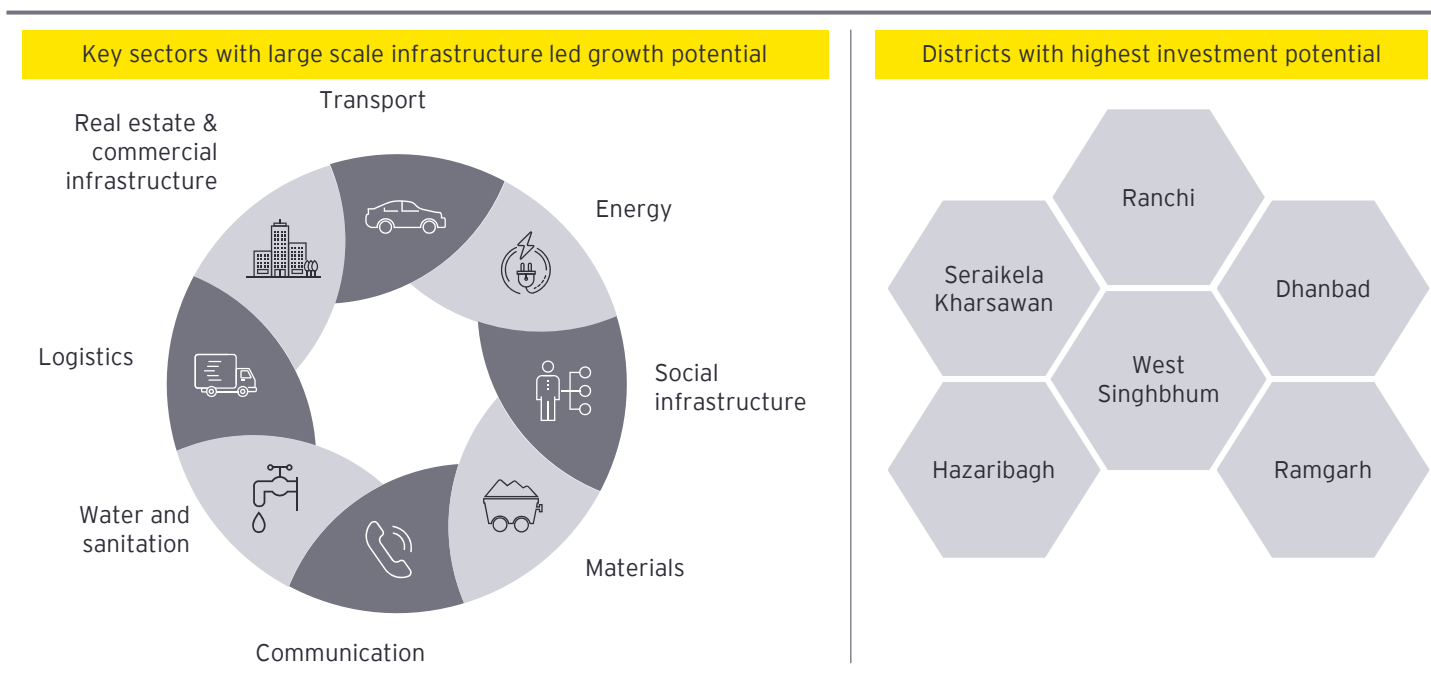 Key sectors with large scale infrastructure led growth potential
Transport
Real estate &
commercial
infrastructure
Energy
Logistics
Social
infrastructure
Water and
sanitation
Materials
Communication
Districts with highest investment potential
Ranchi
Seraikela
Kharsawan
Dhanbad
West
Singhbhum
Hazaribagh
Ramgarh